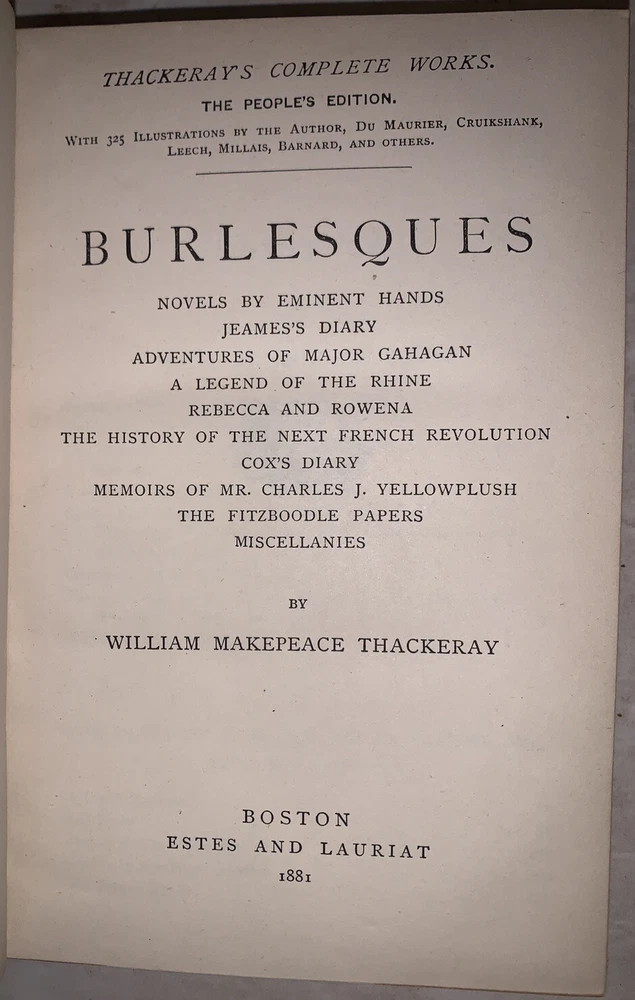 THACKERAY'S COMPLETE WORKS.
THE PEOPLE'S EDITION.
WITH 325 ILLUSTRATIONS BY THE AUTHOR, DU MAURIER, CRUIKSHANK,
LEECH, MILLAIS, BARNARD, AND OTHERS.
BURLESQUES
NOVELS BY EMINENT HANDS
JEAMES'S DIARY
ADVENTURES OF MAJOR GAHAGAN
A LEGEND OF THE RHINE
REBECCA AND ROWENA
THE HISTORY OF THE NEXT FRENCH REVOLUTION
COX'S DIARY
MEMOIRS OF MR. CHARLES J. YELLOWPLUSH
THE FITZBOODLE PAPERS
MISCELLANIES
BY
WILLIAM MAKEPEACE THACKERAY
BOSTON
ESTES AND LAURIAT
1881